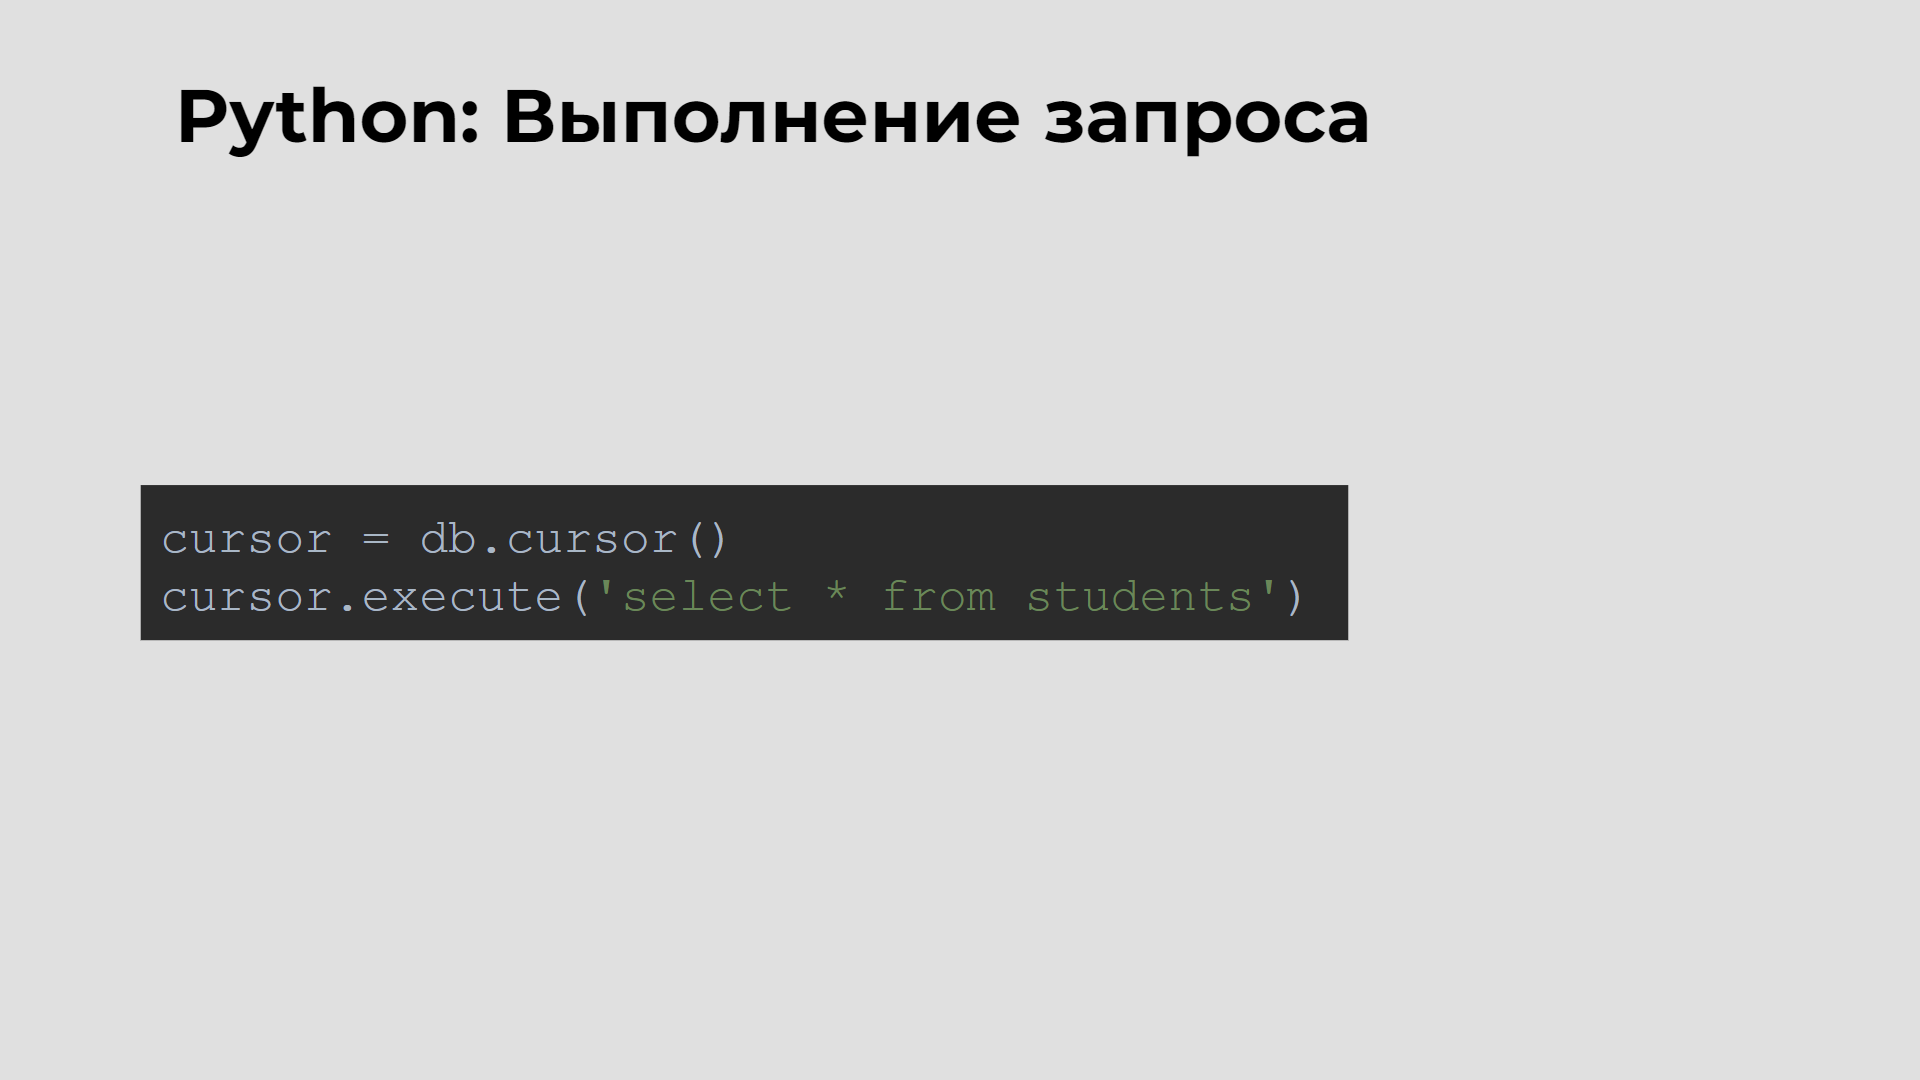 Python: Выполнение запроса
cursor = db.cursor()
cursor.execute('select * from students')